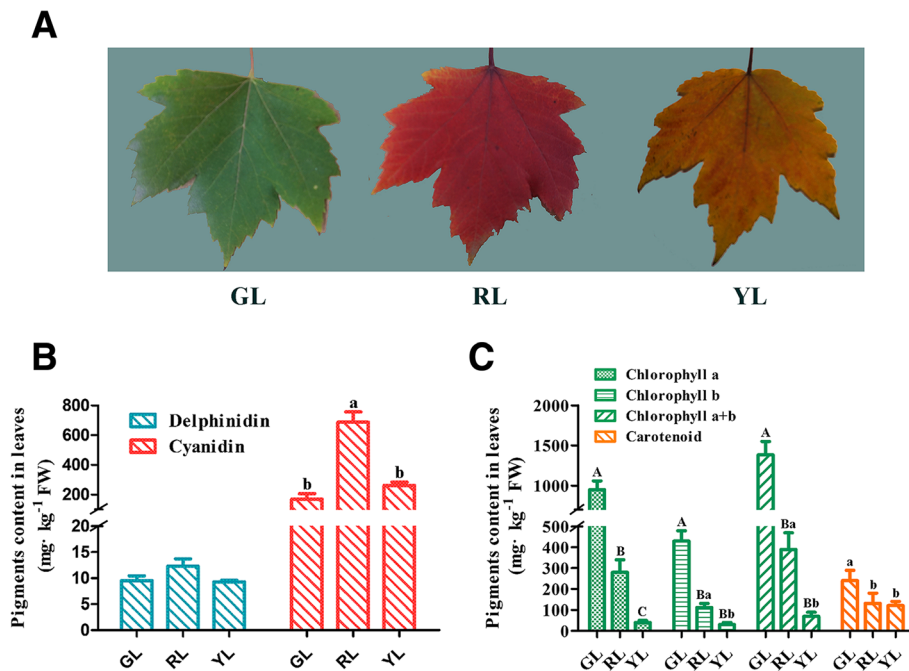 A
GL RL YL
B
Pigments content in leaves
(mg· kg-1 FW)
800
600
400
200
20
15
10
5
0
Delphinidin
Cyanidin
b a b
GL RL YL GL RL YL
C
Pigments content in leaves
(mg· kg-1 FW)
2000
1500
1000
500
400
300
200
100
0
Chlorophyll a
Chlorophyll b
Chlorophyll a+b
Carotenoid
A B C A Ba Bb A Ba Bb a b b
GL RL YL GL RL YL GL RL YL GL RL YL